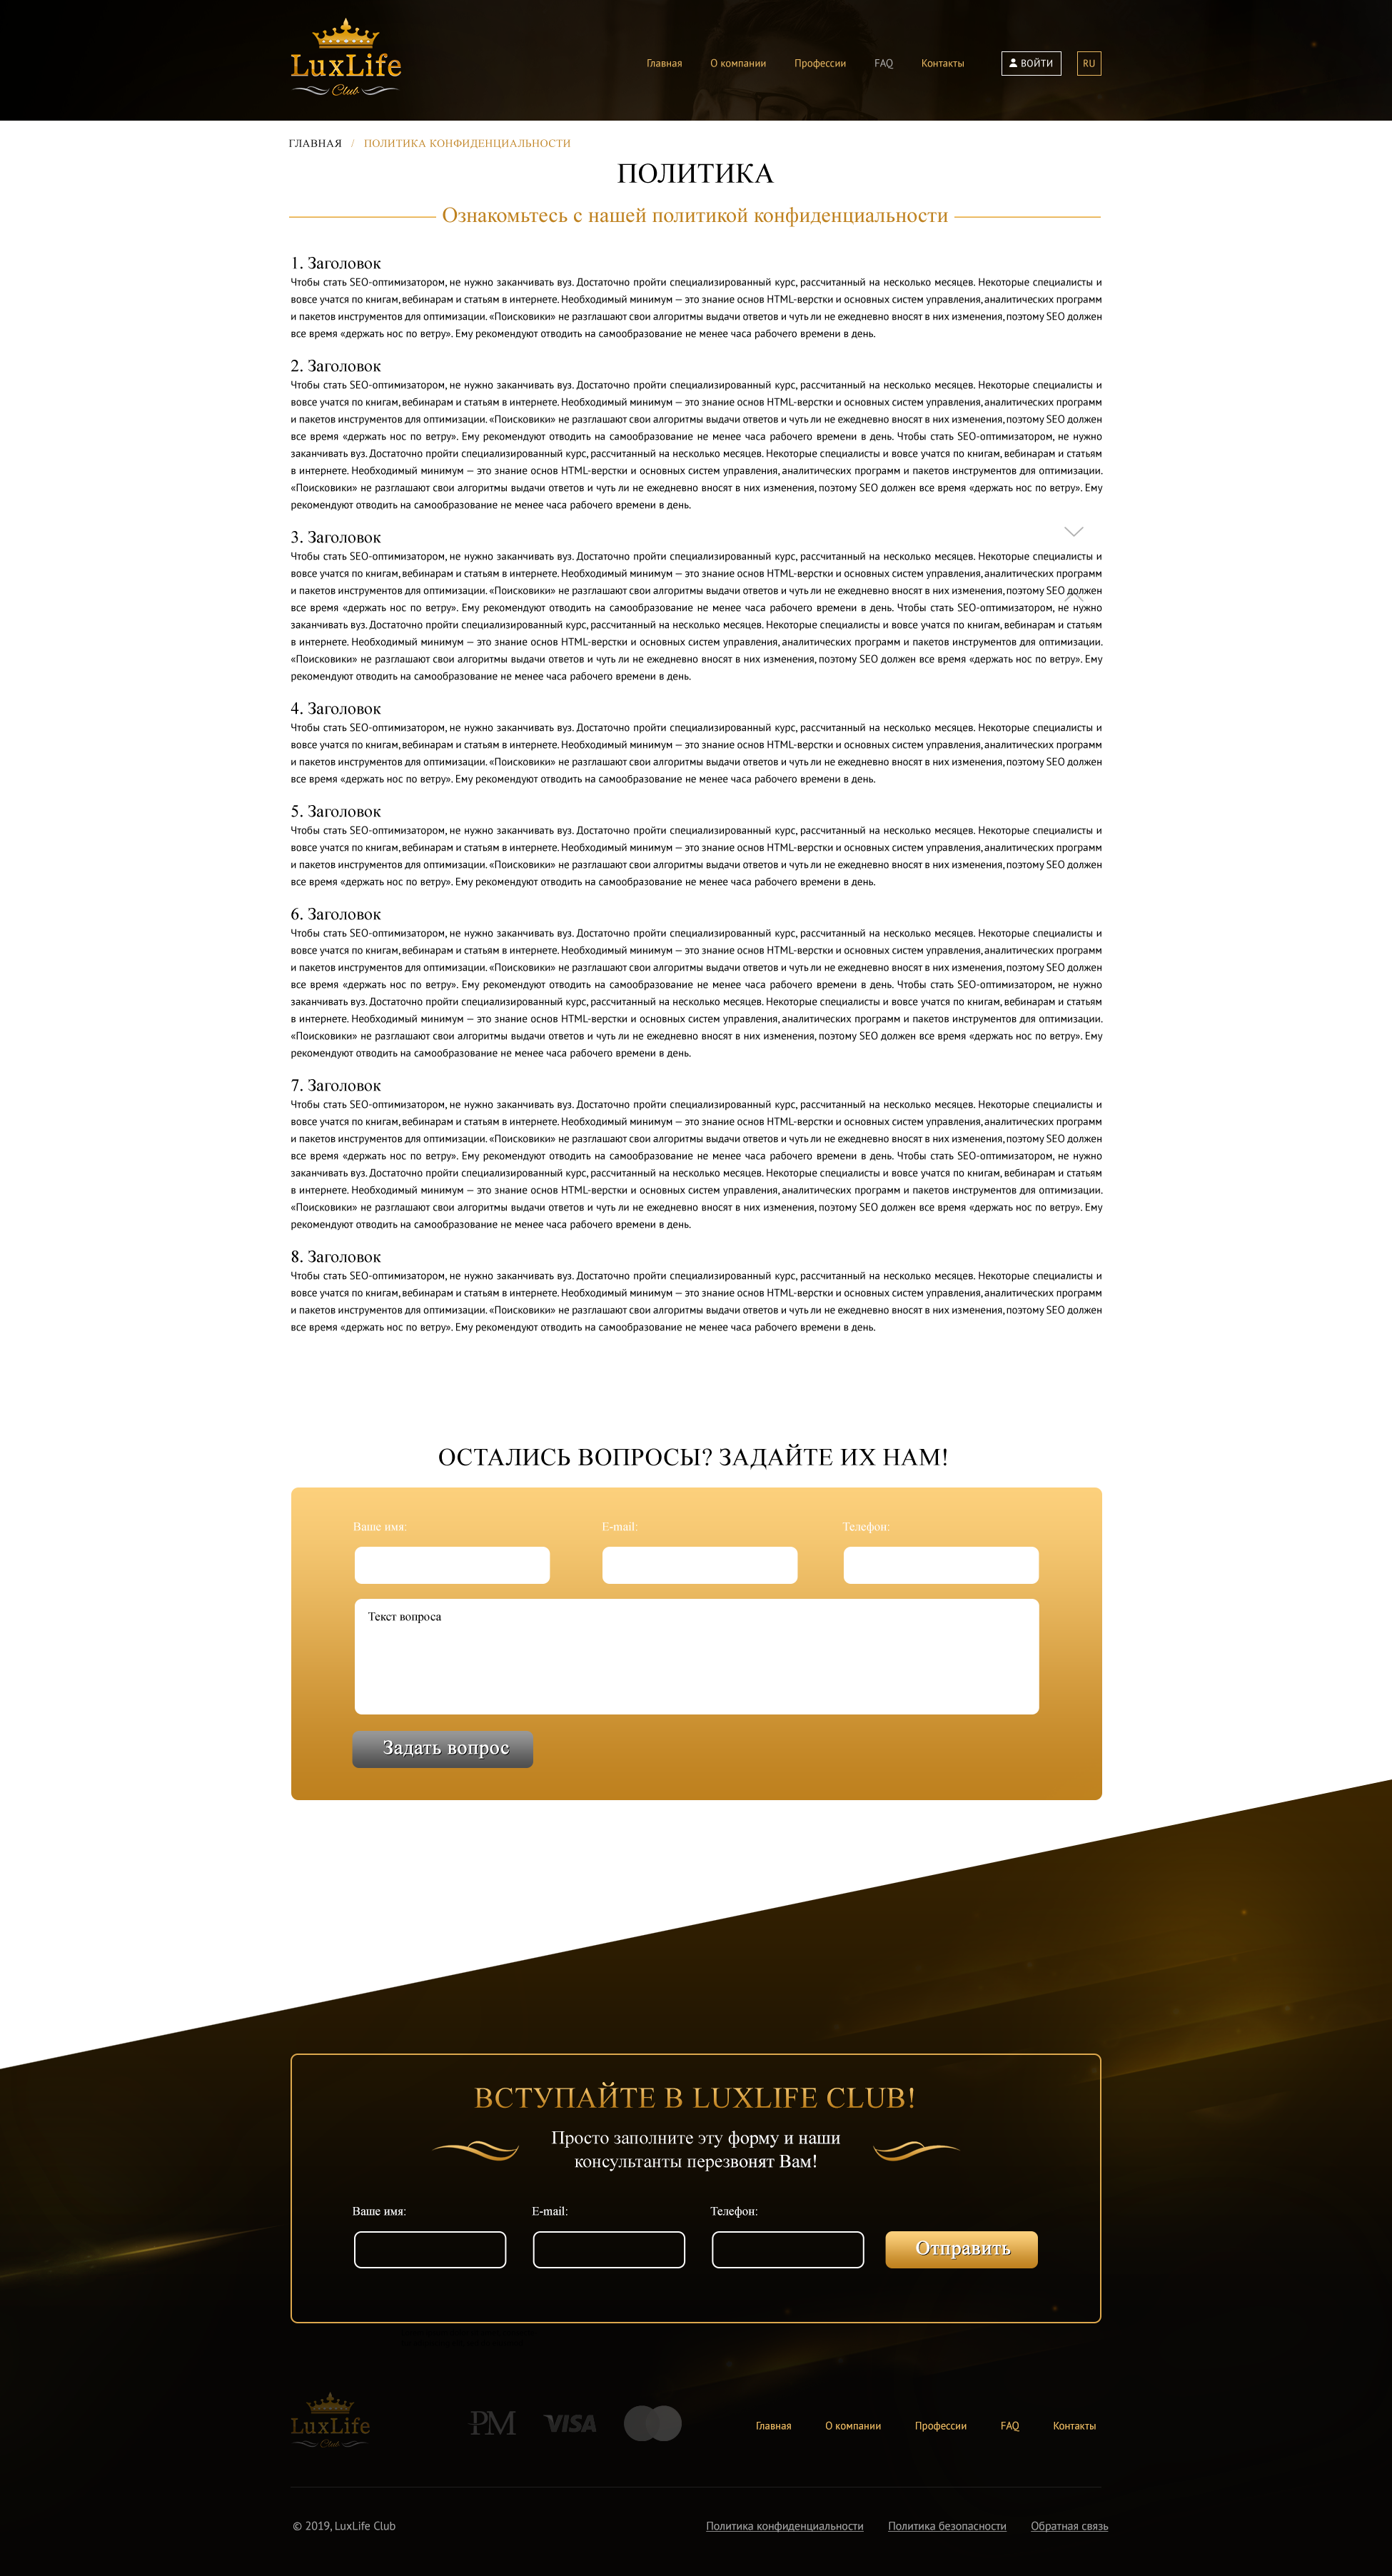 LuxLife
Club
Главная О компании Профессии FAQ Контакты ВОЙТИ RU
ГЛАВНАЯ / ПОЛИТИКА КОНФИДЕНЦИАЛЬНОСТИ
ПОЛИТИКА
Ознакомьтесь с нашей политикой конфиденциальности
1. Заголовок
Чтобы стать SEO-оптимизатором, не нужно заканчивать вуз. Достаточно пройти специализированный курс, рассчитанный на несколько месяцев. Некоторые специалисты и
вовсе учатся по книгам, вебинарам и статьям в интернете. Необходимый минимум — это знание основ HTML-верстки и основных систем управления, аналитических программ
и пакетов инструментов для оптимизации. «Поисковики» не разглашают свои алгоритмы выдачи ответов и чуть ли не ежедневно вносят в них изменения, поэтому SEO должен
все время «держать нос по ветру». Ему рекомендуют отводить на самообразование не менее часа рабочего времени в день.
2. Заголовок
Чтобы стать SEO-оптимизатором, не нужно заканчивать вуз. Достаточно пройти специализированный курс, рассчитанный на несколько месяцев. Некоторые специалисты и
вовсе учатся по книгам, вебинарам и статьям в интернете. Необходимый минимум — это знание основ HTML-верстки и основных систем управления, аналитических программ
и пакетов инструментов для оптимизации. «Поисковики» не разглашают свои алгоритмы выдачи ответов и чуть ли не ежедневно вносят в них изменения, поэтому SEO должен
все время «держать нос по ветру». Ему рекомендуют отводить на самообразование не менее часа рабочего времени в день. Чтобы стать SEO-оптимизатором, не нужно
заканчивать вуз. Достаточно пройти специализированный курс, рассчитанный на несколько месяцев. Некоторые специалисты и вовсе учатся по книгам, вебинарам и статьям
в интернете. Необходимый минимум — это знание основ HTML-верстки и основных систем управления, аналитических программ и пакетов инструментов для оптимизации.
«Поисковики» не разглашают свои алгоритмы выдачи ответов и чуть ли не ежедневно вносят в них изменения, поэтому SEO должен все время «держать нос по ветру». Ему
рекомендуют отводить на самообразование не менее часа рабочего времени в день.
3. Заголовок
Чтобы стать SEO-оптимизатором, не нужно заканчивать вуз. Достаточно пройти специализированный курс, рассчитанный на несколько месяцев. Некоторые специалисты и
вовсе учатся по книгам, вебинарам и статьям в интернете. Необходимый минимум — это знание основ HTML-верстки и основных систем управления, аналитических программ
и пакетов инструментов для оптимизации. «Поисковики» не разглашают свои алгоритмы выдачи ответов и чуть ли не ежедневно вносят в них изменения, поэтому SEO должен
все время «держать нос по ветру». Ему рекомендуют отводить на самообразование не менее часа рабочего времени в день. Чтобы стать SEO-оптимизатором, не нужно
заканчивать вуз. Достаточно пройти специализированный курс, рассчитанный на несколько месяцев. Некоторые специалисты и вовсе учатся по книгам, вебинарам и статьям
в интернете. Необходимый минимум — это знание основ HTML-верстки и основных систем управления, аналитических программ и пакетов инструментов для оптимизации.
«Поисковики» не разглашают свои алгоритмы выдачи ответов и чуть ли не ежедневно вносят в них изменения, поэтому SEO должен все время «держать нос по ветру». Ему
рекомендуют отводить на самообразование не менее часа рабочего времени в день.
4. Заголовок
Чтобы стать SEO-оптимизатором, не нужно заканчивать вуз. Достаточно пройти специализированный курс, рассчитанный на несколько месяцев. Некоторые специалисты и
вовсе учатся по книгам, вебинарам и статьям в интернете. Необходимый минимум — это знание основ HTML-верстки и основных систем управления, аналитических программ
и пакетов инструментов для оптимизации. «Поисковики» не разглашают свои алгоритмы выдачи ответов и чуть ли не ежедневно вносят в них изменения, поэтому SEO должен
все время «держать нос по ветру». Ему рекомендуют отводить на самообразование не менее часа рабочего времени в день.
5. Заголовок
Чтобы стать SEO-оптимизатором, не нужно заканчивать вуз. Достаточно пройти специализированный курс, рассчитанный на несколько месяцев. Некоторые специалисты и
вовсе учатся по книгам, вебинарам и статьям в интернете. Необходимый минимум — это знание основ HTML-верстки и основных систем управления, аналитических программ
и пакетов инструментов для оптимизации. «Поисковики» не разглашают свои алгоритмы выдачи ответов и чуть ли не ежедневно вносят в них изменения, поэтому SEO должен
все время «держать нос по ветру». Ему рекомендуют отводить на самообразование не менее часа рабочего времени в день.
6. Заголовок
Чтобы стать SEO-оптимизатором, не нужно заканчивать вуз. Достаточно пройти специализированный курс, рассчитанный на несколько месяцев. Некоторые специалисты и
вовсе учатся по книгам, вебинарам и статьям в интернете. Необходимый минимум — это знание основ HTML-верстки и основных систем управления, аналитических программ
и пакетов инструментов для оптимизации. «Поисковики» не разглашают свои алгоритмы выдачи ответов и чуть ли не ежедневно вносят в них изменения, поэтому SEO должен
все время «держать нос по ветру». Ему рекомендуют отводить на самообразование не менее часа рабочего времени в день. Чтобы стать SEO-оптимизатором, не нужно
заканчивать вуз. Достаточно пройти специализированный курс, рассчитанный на несколько месяцев. Некоторые специалисты и вовсе учатся по книгам, вебинарам и статьям
в интернете. Необходимый минимум — это знание основ HTML-верстки и основных систем управления, аналитических программ и пакетов инструментов для оптимизации.
«Поисковики» не разглашают свои алгоритмы выдачи ответов и чуть ли не ежедневно вносят в них изменения, поэтому SEO должен все время «держать нос по ветру». Ему
рекомендуют отводить на самообразование не менее часа рабочего времени в день.
7. Заголовок
Чтобы стать SEO-оптимизатором, не нужно заканчивать вуз. Достаточно пройти специализированный курс, рассчитанный на несколько месяцев. Некоторые специалисты и
вовсе учатся по книгам, вебинарам и статьям в интернете. Необходимый минимум — это знание основ HTML-верстки и основных систем управления, аналитических программ
и пакетов инструментов для оптимизации. «Поисковики» не разглашают свои алгоритмы выдачи ответов и чуть ли не ежедневно вносят в них изменения, поэтому SEO должен
все время «держать нос по ветру». Ему рекомендуют отводить на самообразование не менее часа рабочего времени в день. Чтобы стать SEO-оптимизатором, не нужно
заканчивать вуз. Достаточно пройти специализированный курс, рассчитанный на несколько месяцев. Некоторые специалисты и вовсе учатся по книгам, вебинарам и статьям
в интернете. Необходимый минимум — это знание основ HTML-верстки и основных систем управления, аналитических программ и пакетов инструментов для оптимизации.
«Поисковики» не разглашают свои алгоритмы выдачи ответов и чуть ли не ежедневно вносят в них изменения, поэтому SEO должен все время «держать нос по ветру». Ему
рекомендуют отводить на самообразование не менее часа рабочего времени в день.
8. Заголовок
Чтобы стать SEO-оптимизатором, не нужно заканчивать вуз. Достаточно пройти специализированный курс, рассчитанный на несколько месяцев. Некоторые специалисты и
вовсе учатся по книгам, вебинарам и статьям в интернете. Необходимый минимум — это знание основ HTML-верстки и основных систем управления, аналитических программ
и пакетов инструментов для оптимизации. «Поисковики» не разглашают свои алгоритмы выдачи ответов и чуть ли не ежедневно вносят в них изменения, поэтому SEO должен
все время «держать нос по ветру». Ему рекомендуют отводить на самообразование не менее часа рабочего времени в день.
ОСТАЛИСЬ ВОПРОСЫ? ЗАДАЙТЕ ИХ НАМ!
Ваше имя: E-mail: Телефон:
Текст вопроса
Задать вопрос
ВСТУПАЙТЕ В LUXLIFE CLUB!
Просто заполните эту форму и наши
консультанты перезвонят Вам!
Ваше имя: E-mail: Телефон:
Отправить
LuxLife
Club
PM VISA
Главная О компании Профессии FAQ Контакты
© 2019, LuxLife Club
Политика конфиденциальности Политика безопасности Обратная связь